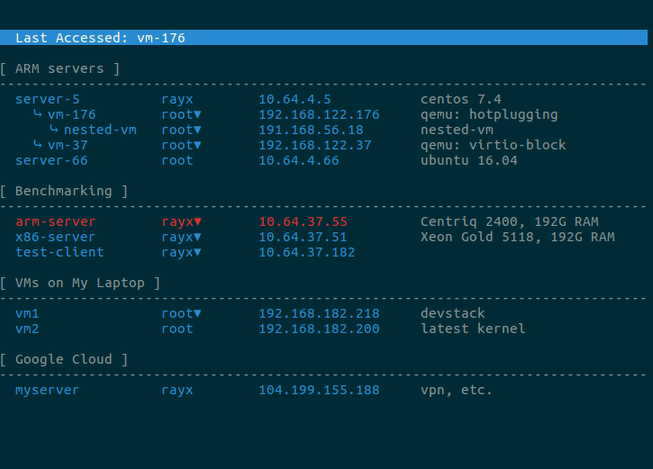 Last Accessed: vm-176
[ ARM servers ]
--------------------------------------------------------------------------------
server-5 rayx 10.64.4.5 centos 7.4
↳ vm-176 root▼ 192.168.122.176 qemu: hotplugging
↳ nested-vm root▼ 191.168.56.18 nested-vm
↳ vm-37 root▼ 192.168.122.37 qemu: virtio-block
server-66 root 10.64.4.66 ubuntu 16.04
[ Benchmarking ]
--------------------------------------------------------------------------------
arm-server rayx▼ 10.64.37.55 Centriq 2400, 192G RAM
x86-server rayx▼ 10.64.37.51 Xeon Gold 5118, 192G RAM
test-client rayx▼ 10.64.37.182
[ VMs on My Laptop ]
--------------------------------------------------------------------------------
vm1 root▼ 192.168.182.218 devstack
vm2 root 192.168.182.200 latest kernel
[ Google Cloud ]
--------------------------------------------------------------------------------
myserver rayx 104.199.155.188 vpn, etc.